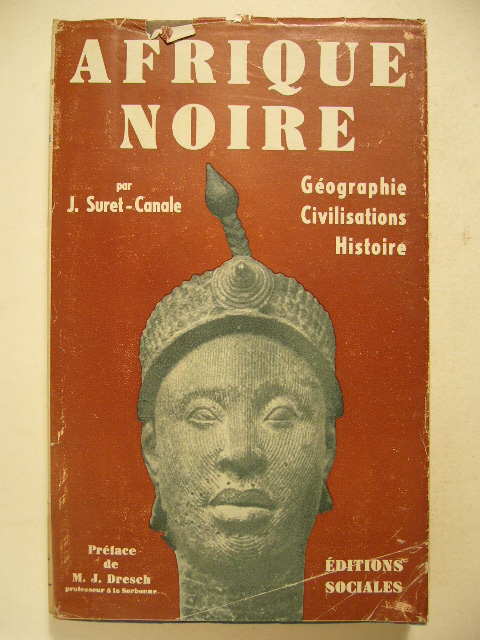 AFRIQUE
NOIRE
par
J. Suret-Canale
Géographie
Civilisations
Histoire
Préface
de
M. J. Dresch
professeur à la Sorbonne
ÉDITIONS
SOCIALES